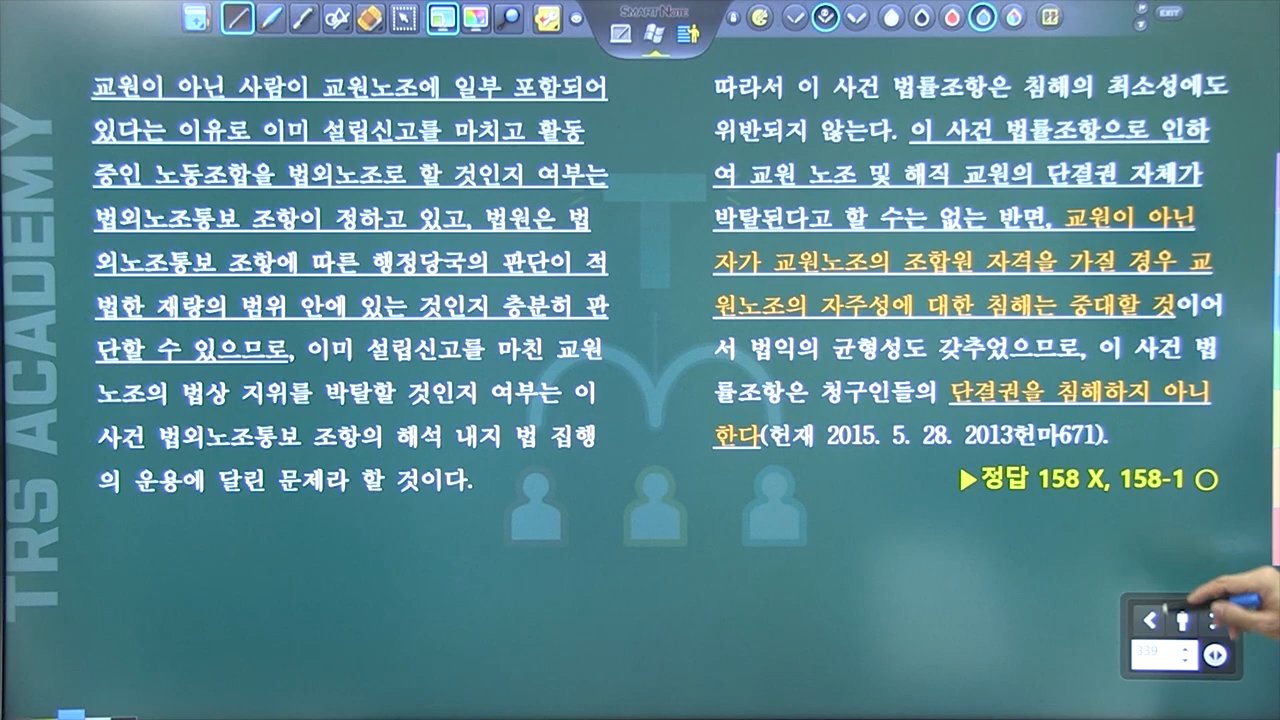 SMART NOTE
EXIT
교원이 아닌 사람이 교원노조에 일부 포함되어
있다는 이유로 이미 설립신고를 마치고 활동
중인 노동조합을 법외노조로 할 것인지 여부는
법외노조통보 조항이 정하고 있고, 법원은 법
외노조통보 조항에 따른 행정당국의 판단이 적
법한 재량의 범위 안에 있는 것인지 충분히 판
단할 수 있으므로, 이미 설립신고를 마친 교원
노조의 법상 지위를 박탈할 것인지 여부는 이
사건 법외노조통보 조항의 해석 내지 법 집행
의 운용에 달린 문제라 할 것이다.
따라서 이 사건 법률조항은 침해의 최소성에도
위반되지 않는다. 이 사건 법률조항으로 인하
여 교원 노조 및 해직 교원의 단결권 자체가
박탈된다고 할 수는 없는 반면, 교원이 아닌
자가 교원노조의 조합원 자격을 가질 경우 교
원노조의 자주성에 대한 침해는 중대할 것이어
서 법익의 균형성도 갖추었으므로, 이 사건 법
률조항은 청구인들의 단결권을 침해하지 아니
한다(헌재 2015. 5. 28. 2013헌마671).
▶정답 158 X, 158-1 ○
TRS ACADEMY
339